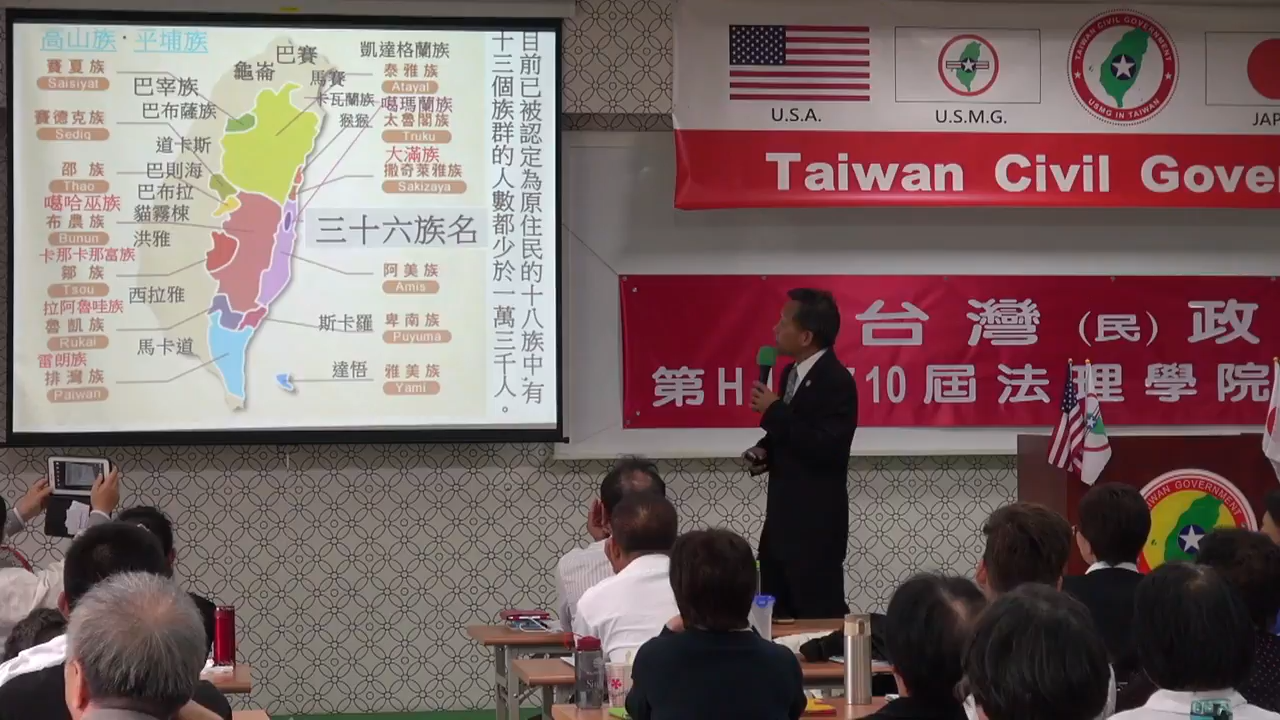 高山族·平埔族
賽夏族
Saisiyat
賽德克族
Sediq
邵族
Thao
噶哈巫族
布農族
Bunun
卡那卡那富族
鄒族
Tsou
拉阿魯哇族
魯凱族
Rukai
雷朗族
排灣族
Paiwan
巴宰族
巴布薩族
道卡斯
巴則海
巴布拉
貓霧栜
洪雅
西拉雅
馬卡道
巴賽
龜崙
馬賽
卡瓦蘭族
猴猴
凱達格蘭族
泰雅族
Atayal
噶瑪蘭族
太魯閣族
Truku
大滿族
撒奇萊雅族
Sakizaya
三十六族名
阿美族
Amis
斯卡羅
卑南族
Puyuma
達悟
雅美族
Yami
目前已被認定為原住民的十八族中,有
十三個族群的人數都少於一萬三千人。
U.S.A.
U.S.M.G.
TAIWAN CIVIL GOVERNMENT
USMG IN TAIWAN
JAP
Taiwan Civil Gove
台灣(民)政
第H 10屆法理學院
TAIWAN GOVERNMENT